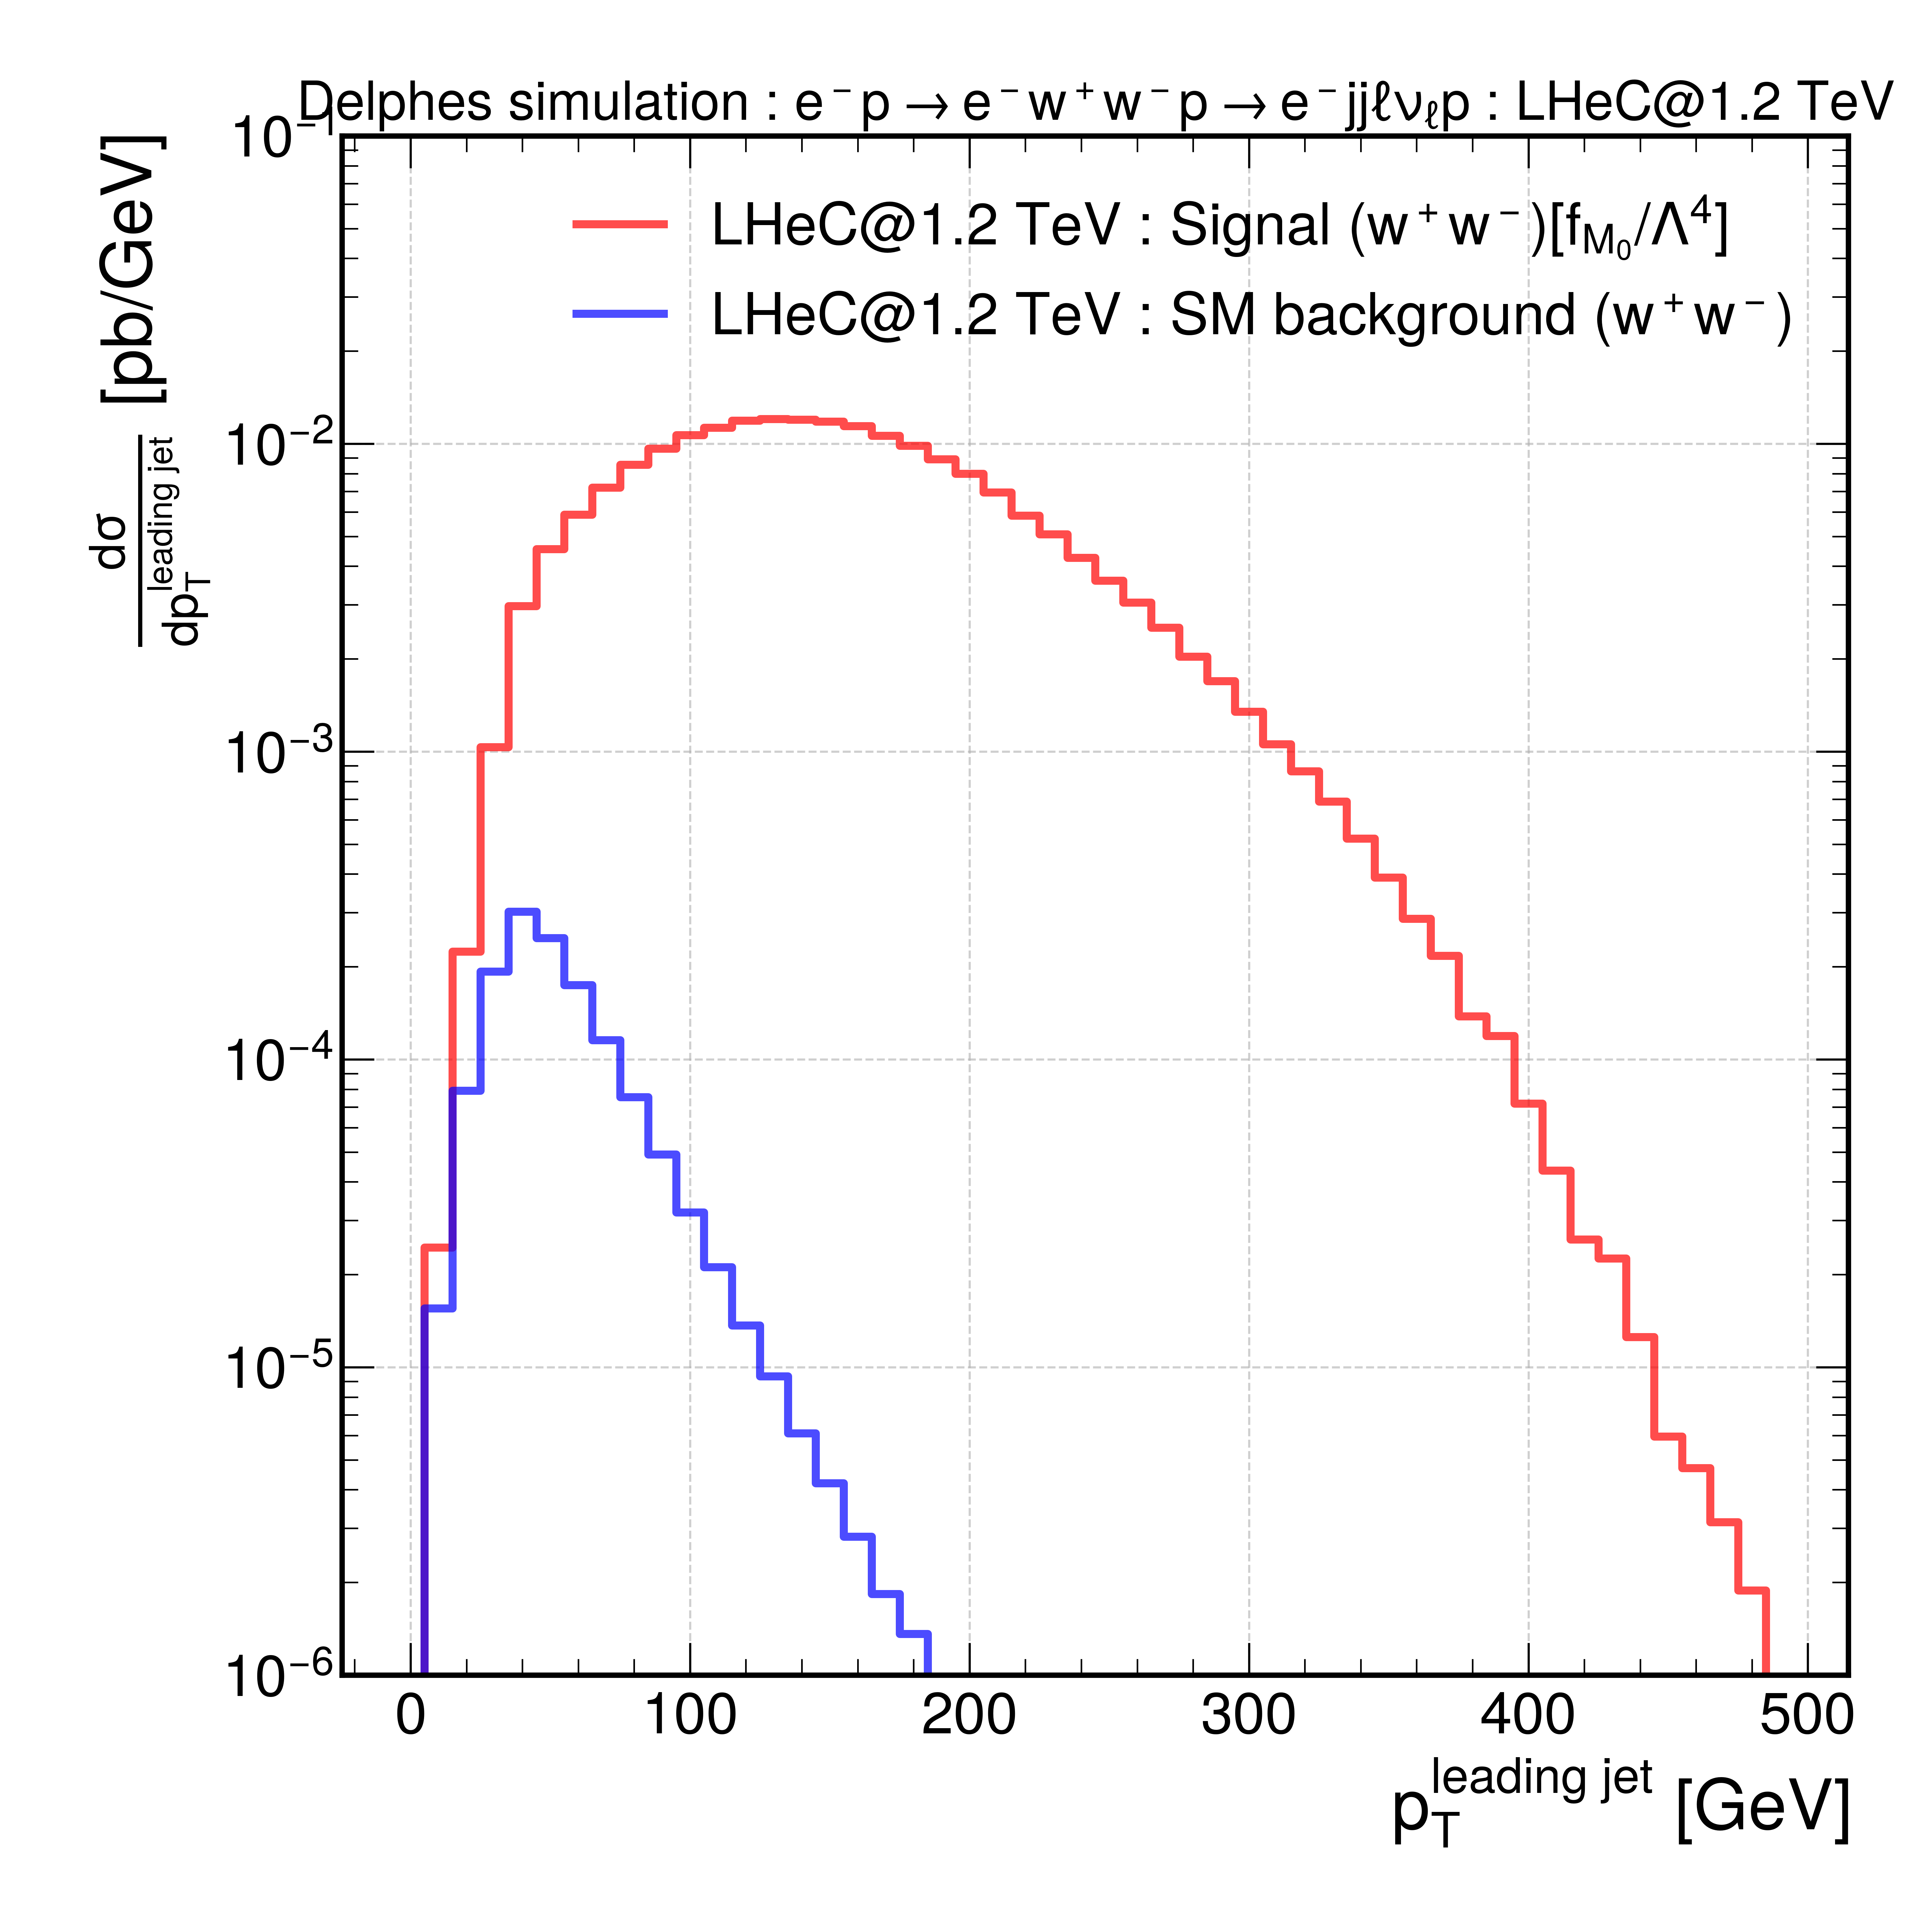 Delphes simulation : e⁻p → e⁻w⁺w⁻p → e⁻jjℓν_ℓp : LHeC@1.2 TeV
LHeC@1.2 TeV : Signal (w⁺w⁻)[f_{M₀}/Λ⁴]
LHeC@1.2 TeV : SM background (w⁺w⁻)
dσ/dp_T^{leading jet} [pb/GeV]
10⁻¹
10⁻²
10⁻³
10⁻⁴
10⁻⁵
10⁻⁶
0 100 200 300 400 500
p_T^{leading jet} [GeV]